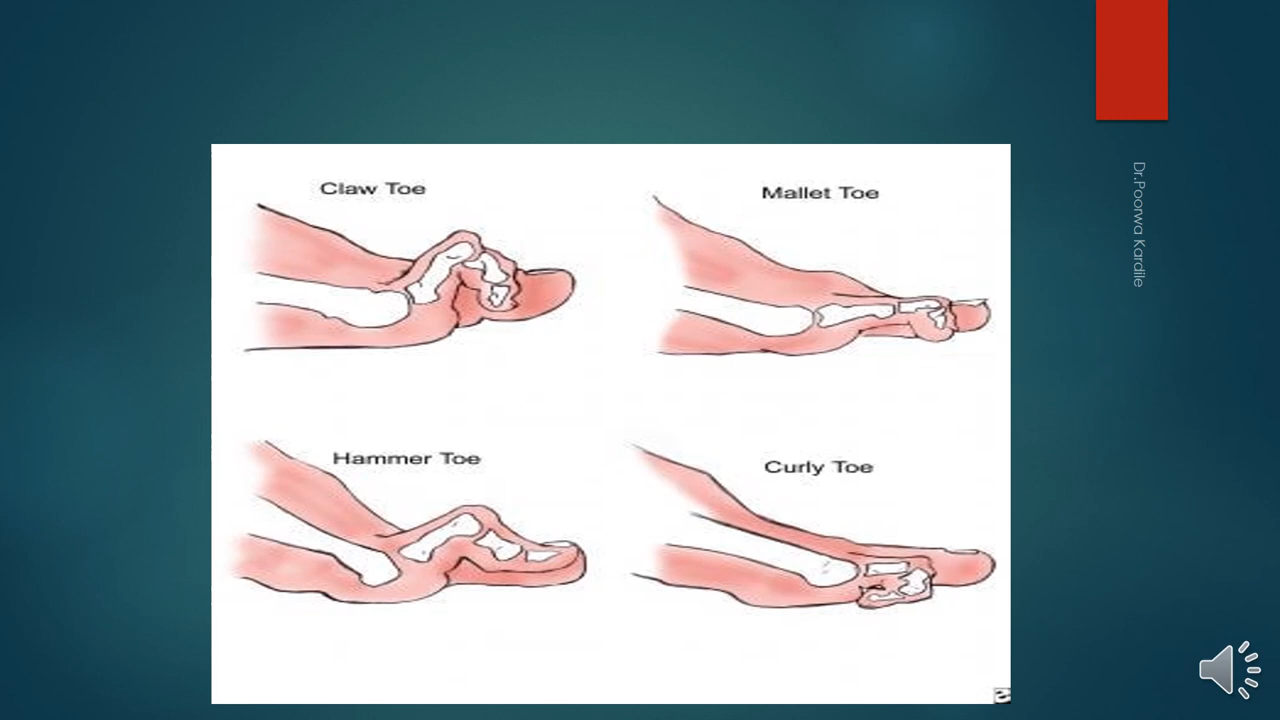 Claw Toe
Mallet Toe
Hammer Toe
Curly Toe
Dr.Poorwa Kardile